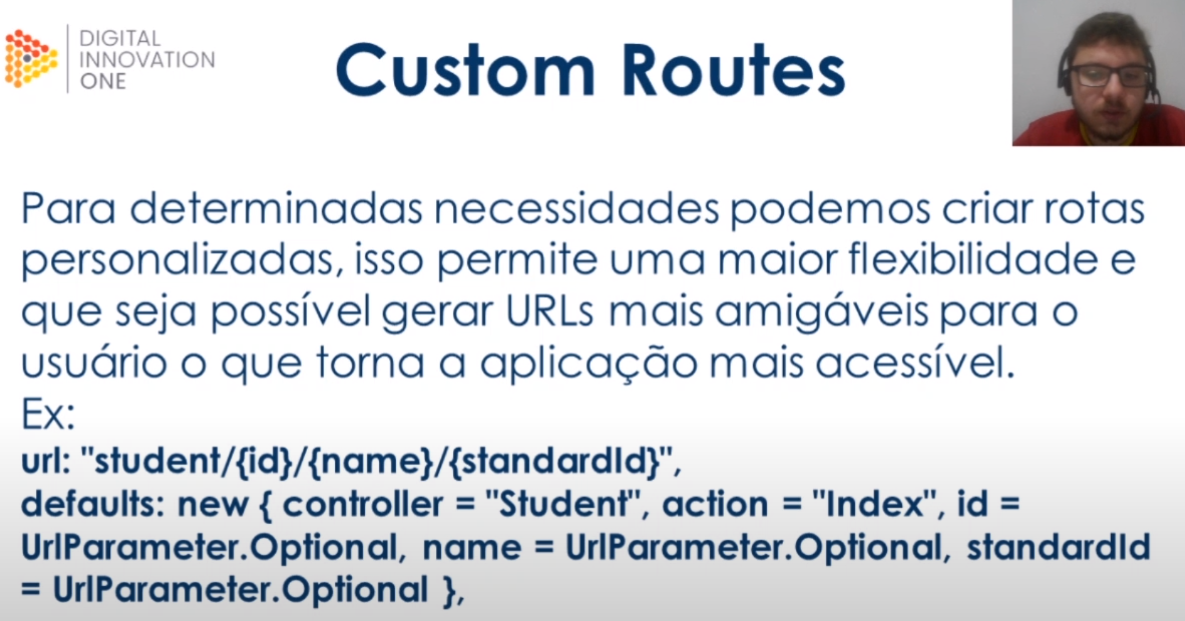 DIGITAL
INNOVATION
ONE
Custom Routes
Para determinadas necessidades podemos criar rotas
personalizadas, isso permite uma maior flexibilidade e
que seja possível gerar URLs mais amigáveis para o
usuário o que torna a aplicação mais acessível.
Ex:
url: "student/{id}/{name}/{standardId}",
defaults: new { controller = "Student", action = "Index", id =
UrlParameter.Optional, name = UrlParameter.Optional, standardId
= UrlParameter.Optional },